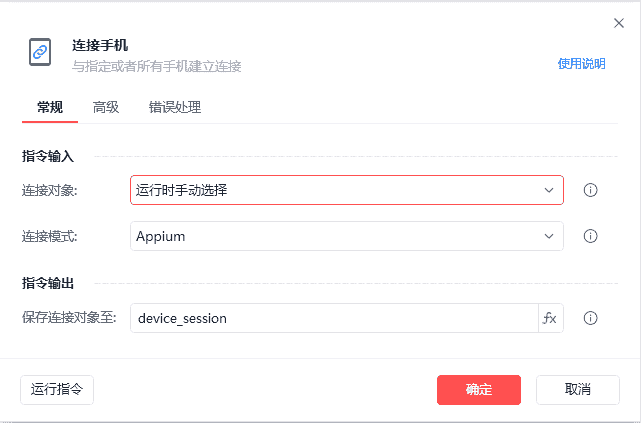 连接手机
与指定或者所有手机建立连接
使用说明
常规 高级 错误处理
指令输入
连接对象: 运行时手动选择
连接模式: Appium
指令输出
保存连接对象至: device_session fx
运行指令 确定 取消